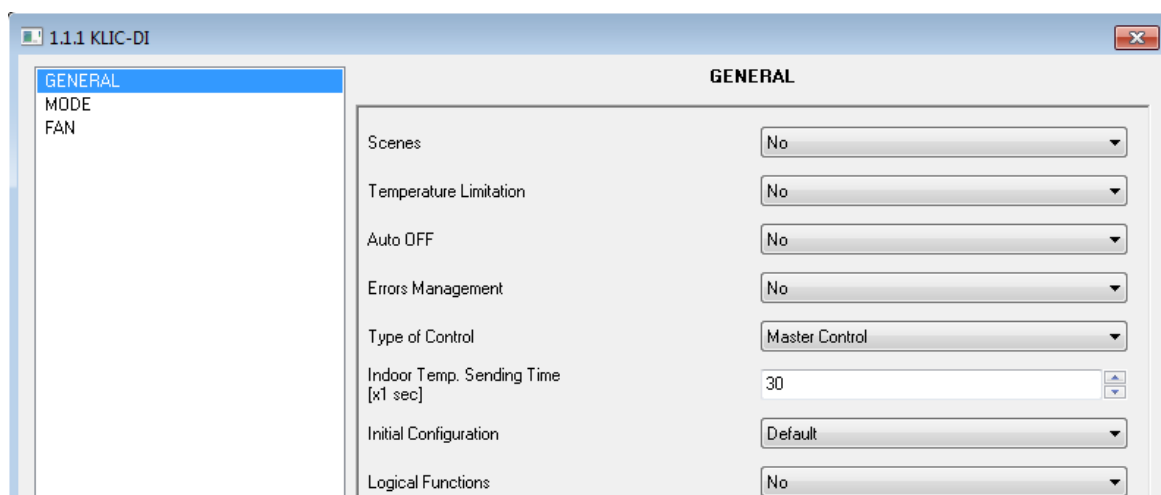 1.1.1 KLIC-DI
GENERAL
MODE
FAN
GENERAL
Scenes No
Temperature Limitation No
Auto OFF No
Errors Management No
Type of Control Master Control
Indoor Temp. Sending Time
[x1 sec] 30
Initial Configuration Default
Logical Functions No